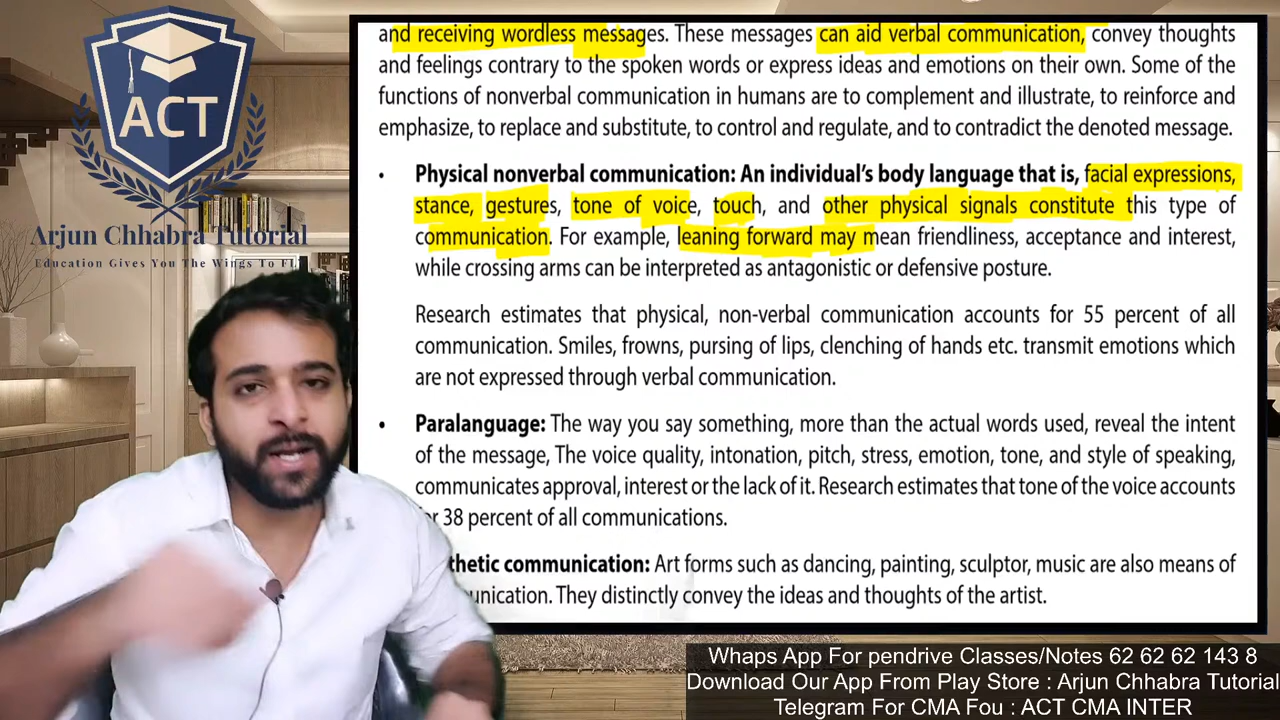 ACT
Arjun Chhabra Tutorial
Education Gives You The Wings To Fl
and receiving wordless messages. These messages can aid verbal communication, convey thoughts
and feelings contrary to the spoken words or express ideas and emotions on their own. Some of the
functions of nonverbal communication in humans are to complement and illustrate, to reinforce and
emphasize, to replace and substitute, to control and regulate, and to contradict the denoted message.
• Physical nonverbal communication: An individual's body language that is, facial expressions,
stance, gestures, tone of voice, touch, and other physical signals constitute this type of
communication. For example, leaning forward may mean friendliness, acceptance and interest,
while crossing arms can be interpreted as antagonistic or defensive posture.
Research estimates that physical, non-verbal communication accounts for 55 percent of all
communication. Smiles, frowns, pursing of lips, clenching of hands etc. transmit emotions which
are not expressed through verbal communication.
• Paralanguage: The way you say something, more than the actual words used, reveal the intent
of the message, The voice quality, intonation, pitch, stress, emotion, tone, and style of speaking,
communicates approval, interest or the lack of it. Research estimates that tone of the voice accounts
38 percent of all communications.
thetic communication: Art forms such as dancing, painting, sculptor, music are also means of
unication. They distinctly convey the ideas and thoughts of the artist.
Whaps App For pendrive Classes/Notes 62 62 62 143 8
Download Our App From Play Store : Arjun Chhabra Tutorial
Telegram For CMA Fou : ACT CMA INTER